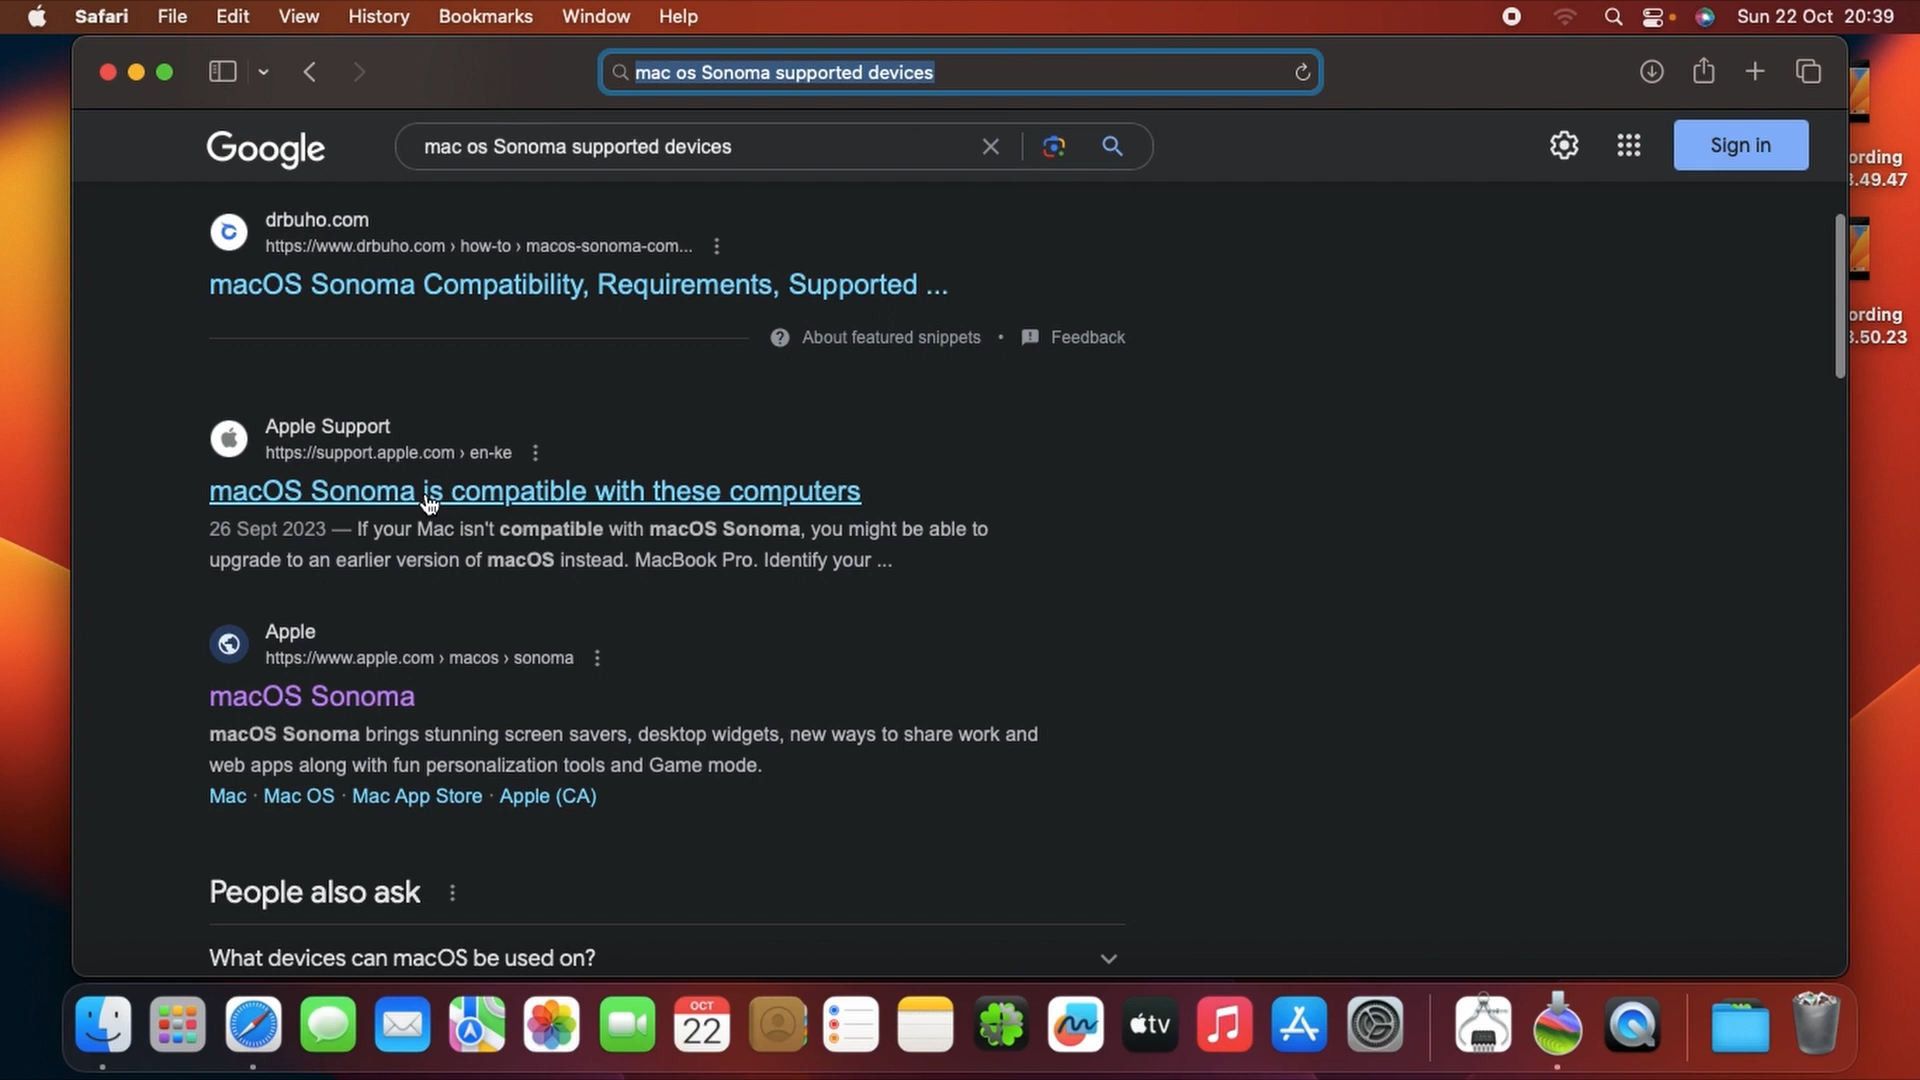 Safari File Edit View History Bookmarks Window Help Sun 22 Oct 20:39
mac os Sonoma supported devices
Google mac os Sonoma supported devices Sign in
ording
3.49.47
ording
3.50.23
drbuho.com
https://www.drbuho.com › how-to › macos-sonoma-com...
macOS Sonoma Compatibility, Requirements, Supported ...
About featured snippets • Feedback
Apple Support
https://support.apple.com › en-ke
macOS Sonoma is compatible with these computers
26 Sept 2023 — If your Mac isn't compatible with macOS Sonoma, you might be able to
upgrade to an earlier version of macOS instead. MacBook Pro. Identify your ...
Apple
https://www.apple.com › macos › sonoma
macOS Sonoma
macOS Sonoma brings stunning screen savers, desktop widgets, new ways to share work and
web apps along with fun personalization tools and Game mode.
Mac · Mac OS · Mac App Store · Apple (CA)
People also ask
What devices can macOS be used on?
OCT
22
tv